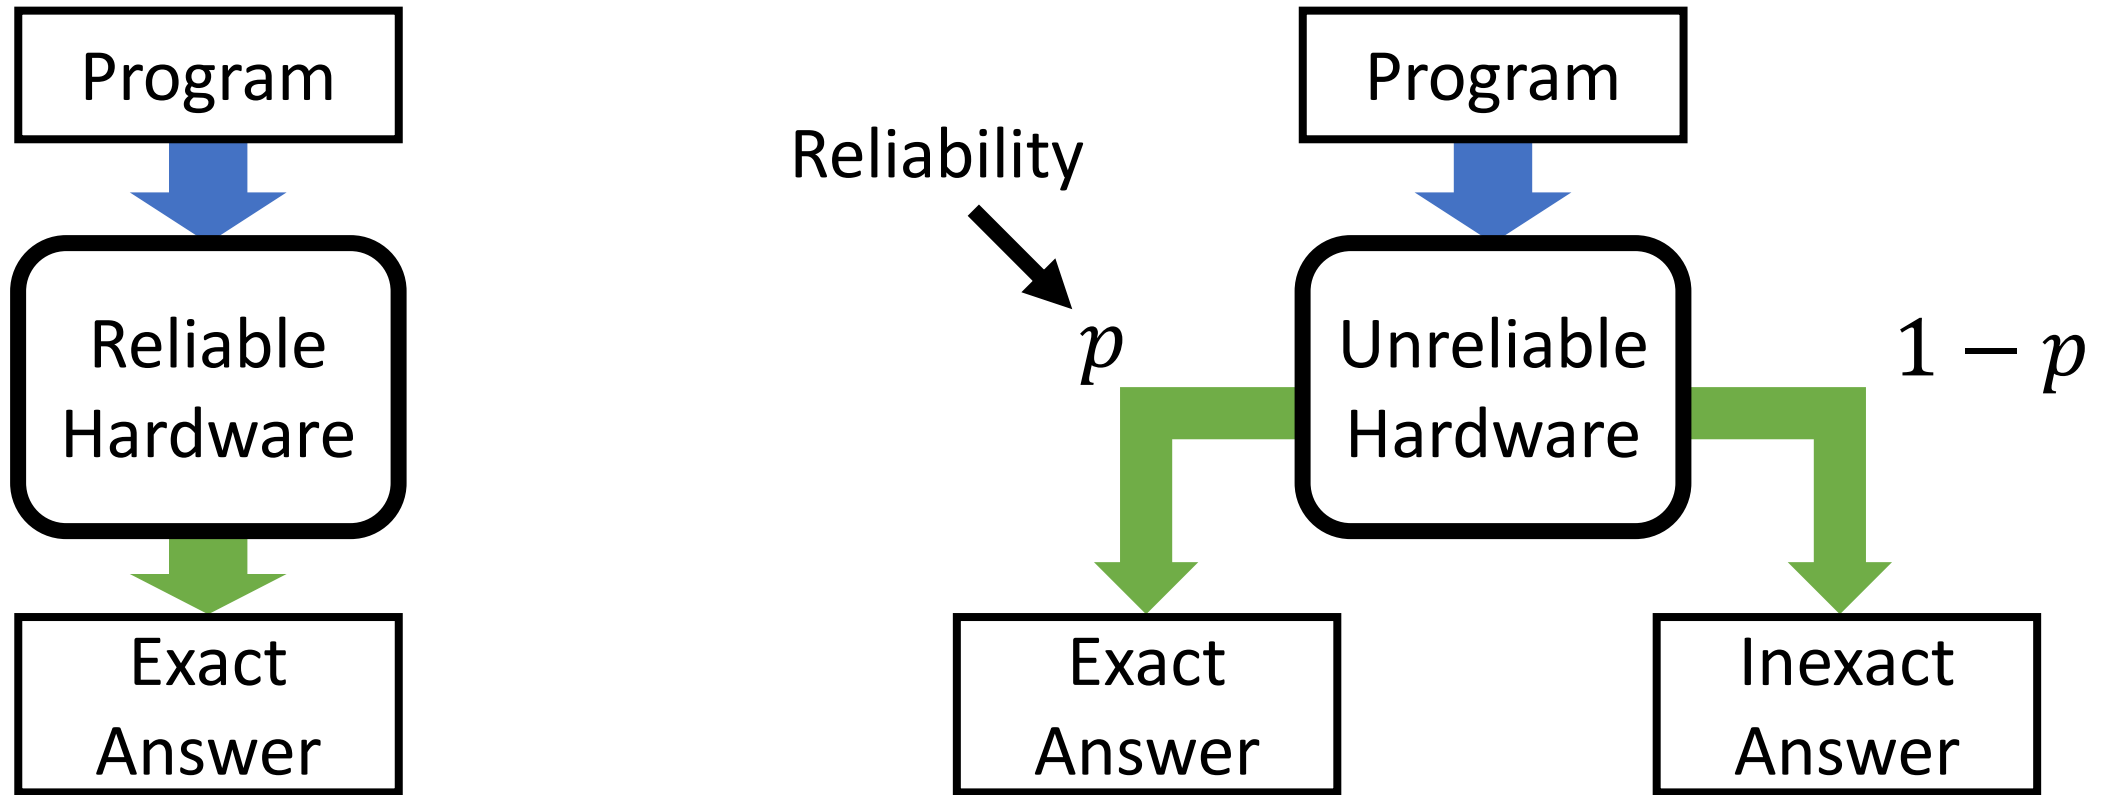 Program
Reliable
Hardware
Exact
Answer
Program
Reliability
p
Unreliable
Hardware
1 − p
Exact
Answer
Inexact
Answer